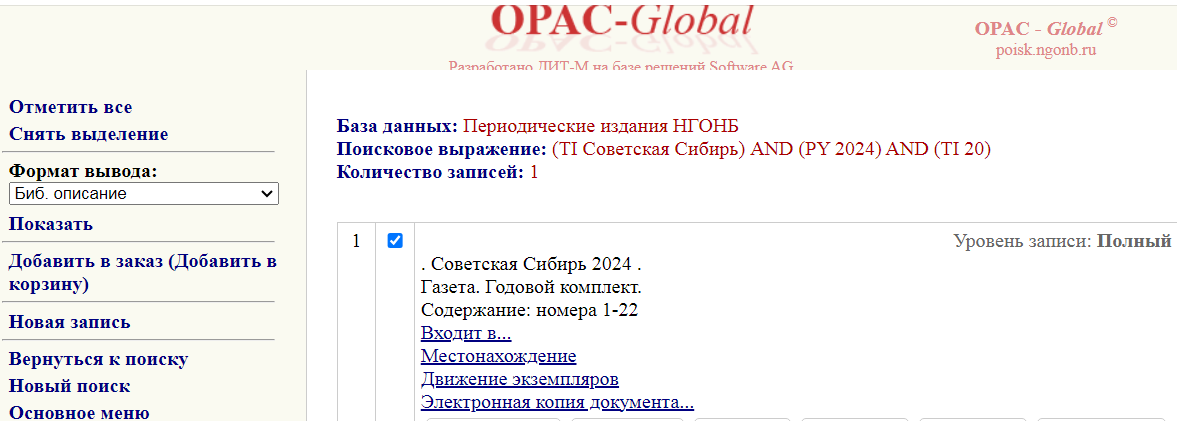 OPAC-Global
Разработано ДИТ-М на базе решений Software AG
OPAC - Global ©
poisk.ngonb.ru
Отметить все
Снять выделение
Формат вывода:
Биб. описание
Показать
Добавить в заказ (Добавить в
корзину)
Новая запись
Вернуться к поиску
Новый поиск
Основное меню
База данных: Периодические издания НГОНБ
Поисковое выражение: (TI Советская Сибирь) AND (PY 2024) AND (TI 20)
Количество записей: 1
1
Уровень записи: Полный
. Советская Сибирь 2024 .
Газета. Годовой комплект.
Содержание: номера 1-22
Входит в...
Местонахождение
Движение экземпляров
Электронная копия документа...